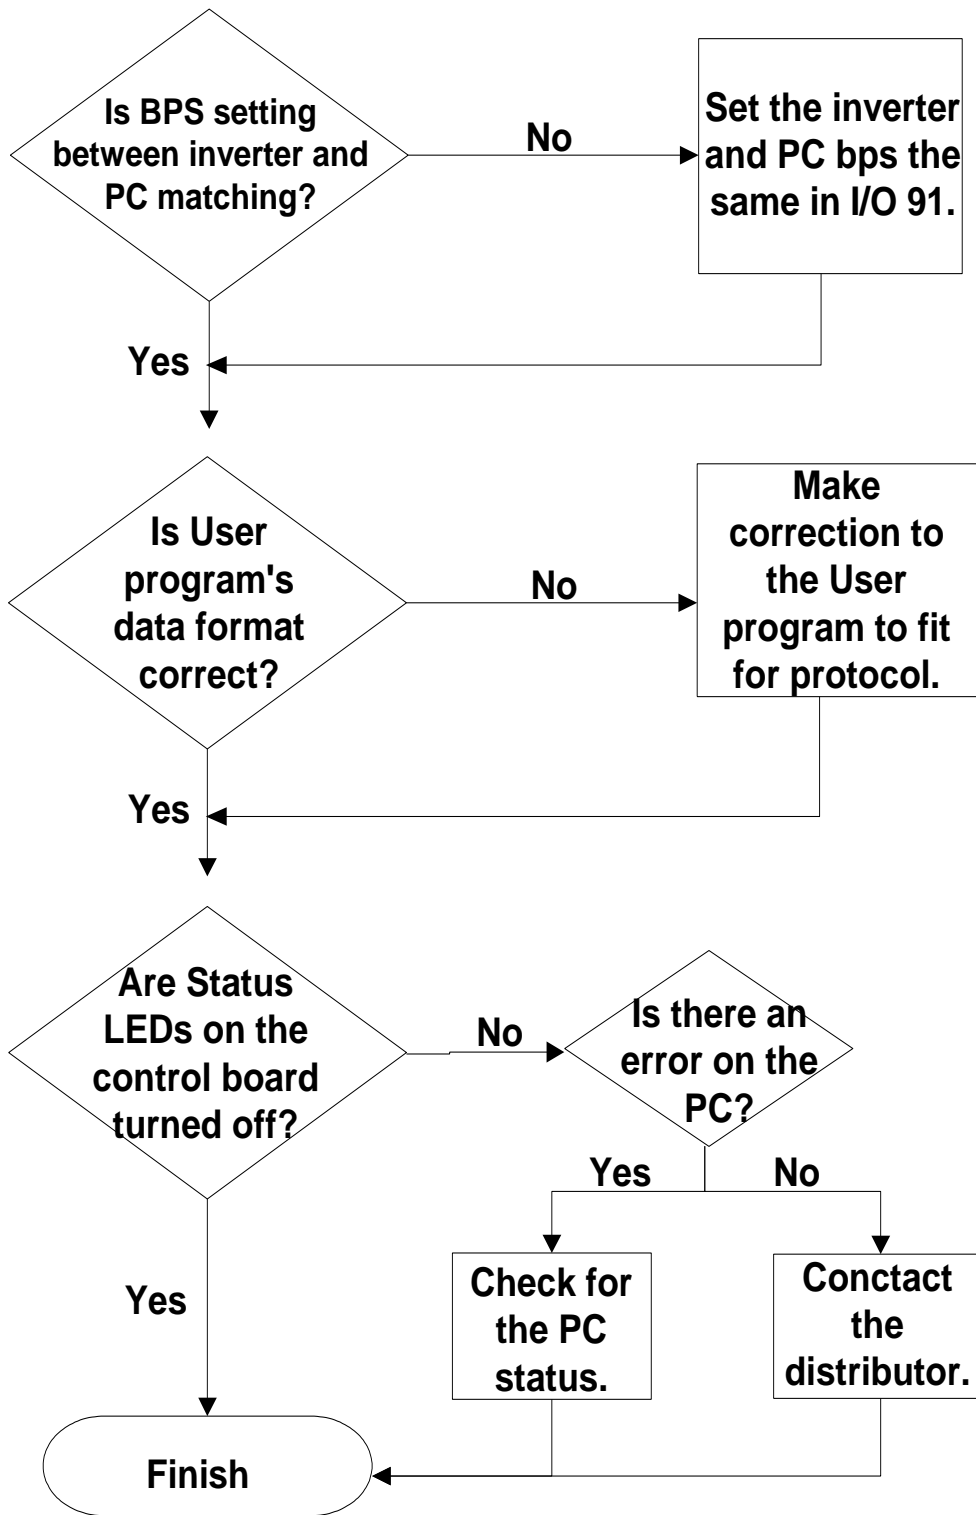 Is BPS setting
between inverter and
PC matching?
No
Set the inverter
and PC bps the
same in I/O 91.
Yes
Is User
program's
data format
correct?
No
Make
correction to
the User
program to fit
for protocol.
Yes
Are Status
LEDs on the
control board
turned off?
No
Is there an
error on the
PC?
Yes
No
Yes
Check for
the PC
status.
Conctact
the
distributor.
Finish